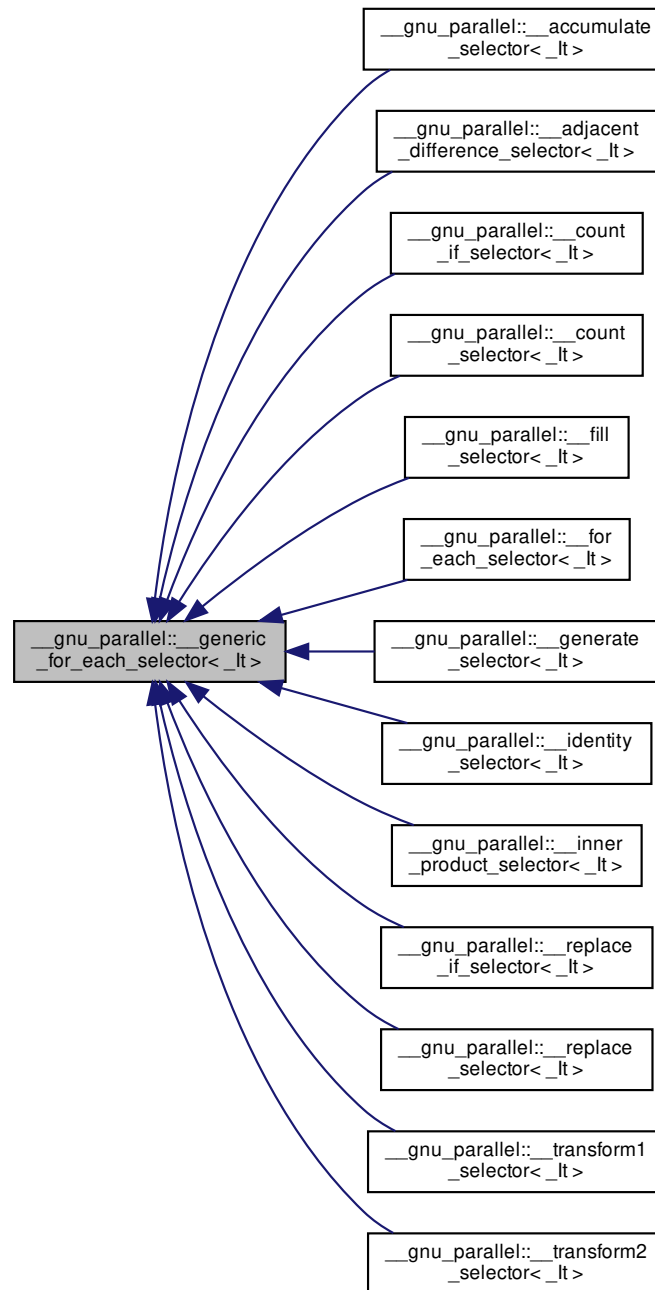 __gnu_parallel::__accumulate
_selector< _It >
__gnu_parallel::__adjacent
_difference_selector< _It >
__gnu_parallel::__count
_if_selector< _It >
__gnu_parallel::__count
_selector< _It >
__gnu_parallel::__fill
_selector< _It >
__gnu_parallel::__for
_each_selector< _It >
__gnu_parallel::__generic
_for_each_selector< _It >
__gnu_parallel::__generate
_selector< _It >
__gnu_parallel::__identity
_selector< _It >
__gnu_parallel::__inner
_product_selector< _It >
__gnu_parallel::__replace
_if_selector< _It >
__gnu_parallel::__replace
_selector< _It >
__gnu_parallel::__transform1
_selector< _It >
__gnu_parallel::__transform2
_selector< _It >